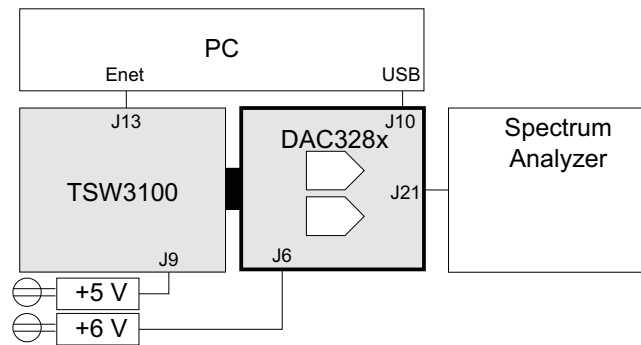 PC
Enet
USB
J13
J10
DAC328x
Spectrum
Analyzer
TSW3100
J21
J9
J6
+5 V
+6 V